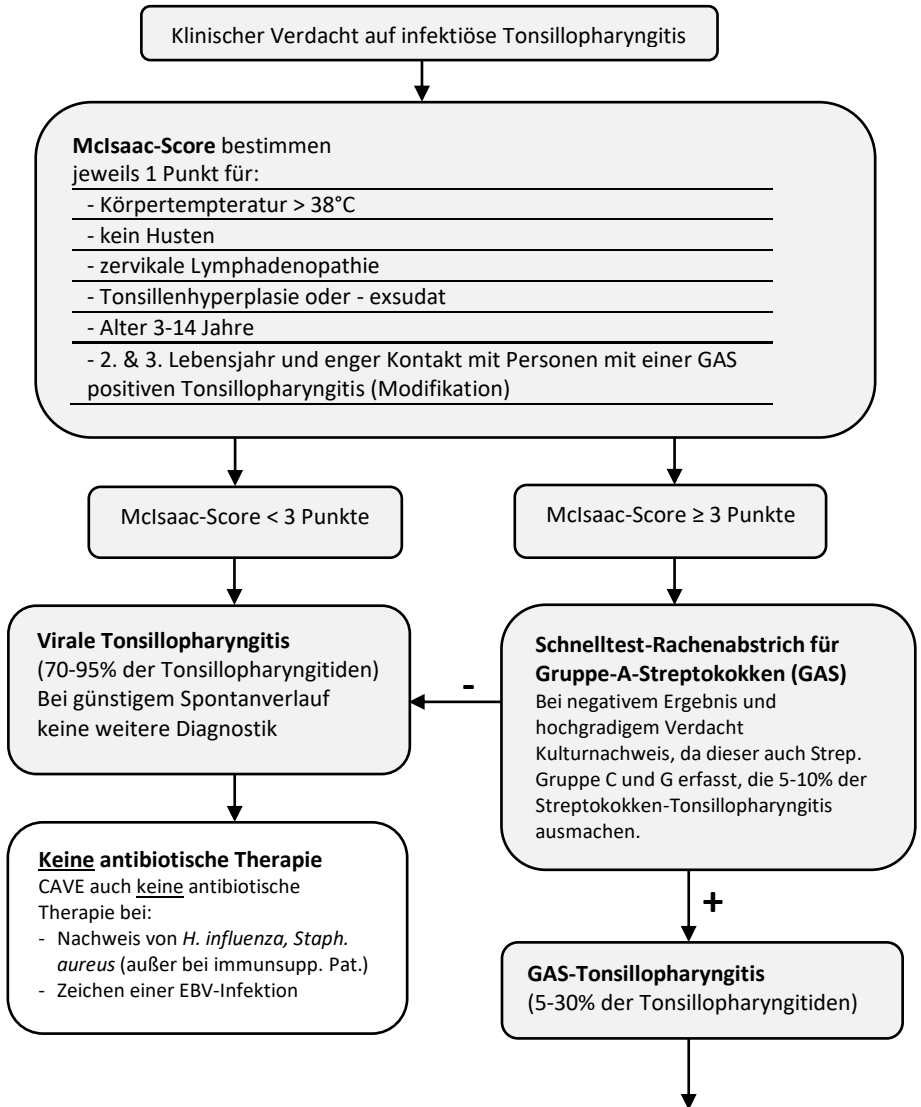 Klinischer Verdacht auf infektiöse Tonsillopharyngitis
McIsaac-Score bestimmen
jeweils 1 Punkt für:
- Körpertempteratur > 38°C
- kein Husten
- zervikale Lymphadenopathie
- Tonsillenhyperplasie oder - exsudat
- Alter 3-14 Jahre
- 2. & 3. Lebensjahr und enger Kontakt mit Personen mit einer GAS
positiven Tonsillopharyngitis (Modifikation)
McIsaac-Score < 3 Punkte
McIsaac-Score ≥ 3 Punkte
Virale Tonsillopharyngitis
(70-95% der Tonsillopharyngitiden)
Bei günstigem Spontanverlauf
keine weitere Diagnostik
-
Schnelltest-Rachenabstrich für
Gruppe-A-Streptokokken (GAS)
Bei negativem Ergebnis und
hochgradigem Verdacht
Kulturnachweis, da dieser auch Strep.
Gruppe C und G erfasst, die 5-10% der
Streptokokken-Tonsillopharyngitis
ausmachen.
Keine antibiotische Therapie
CAVE auch keine antibiotische
Therapie bei:
- Nachweis von H. influenza, Staph.
aureus (außer bei immunsupp. Pat.)
- Zeichen einer EBV-Infektion
+
GAS-Tonsillopharyngitis
(5-30% der Tonsillopharyngitiden)